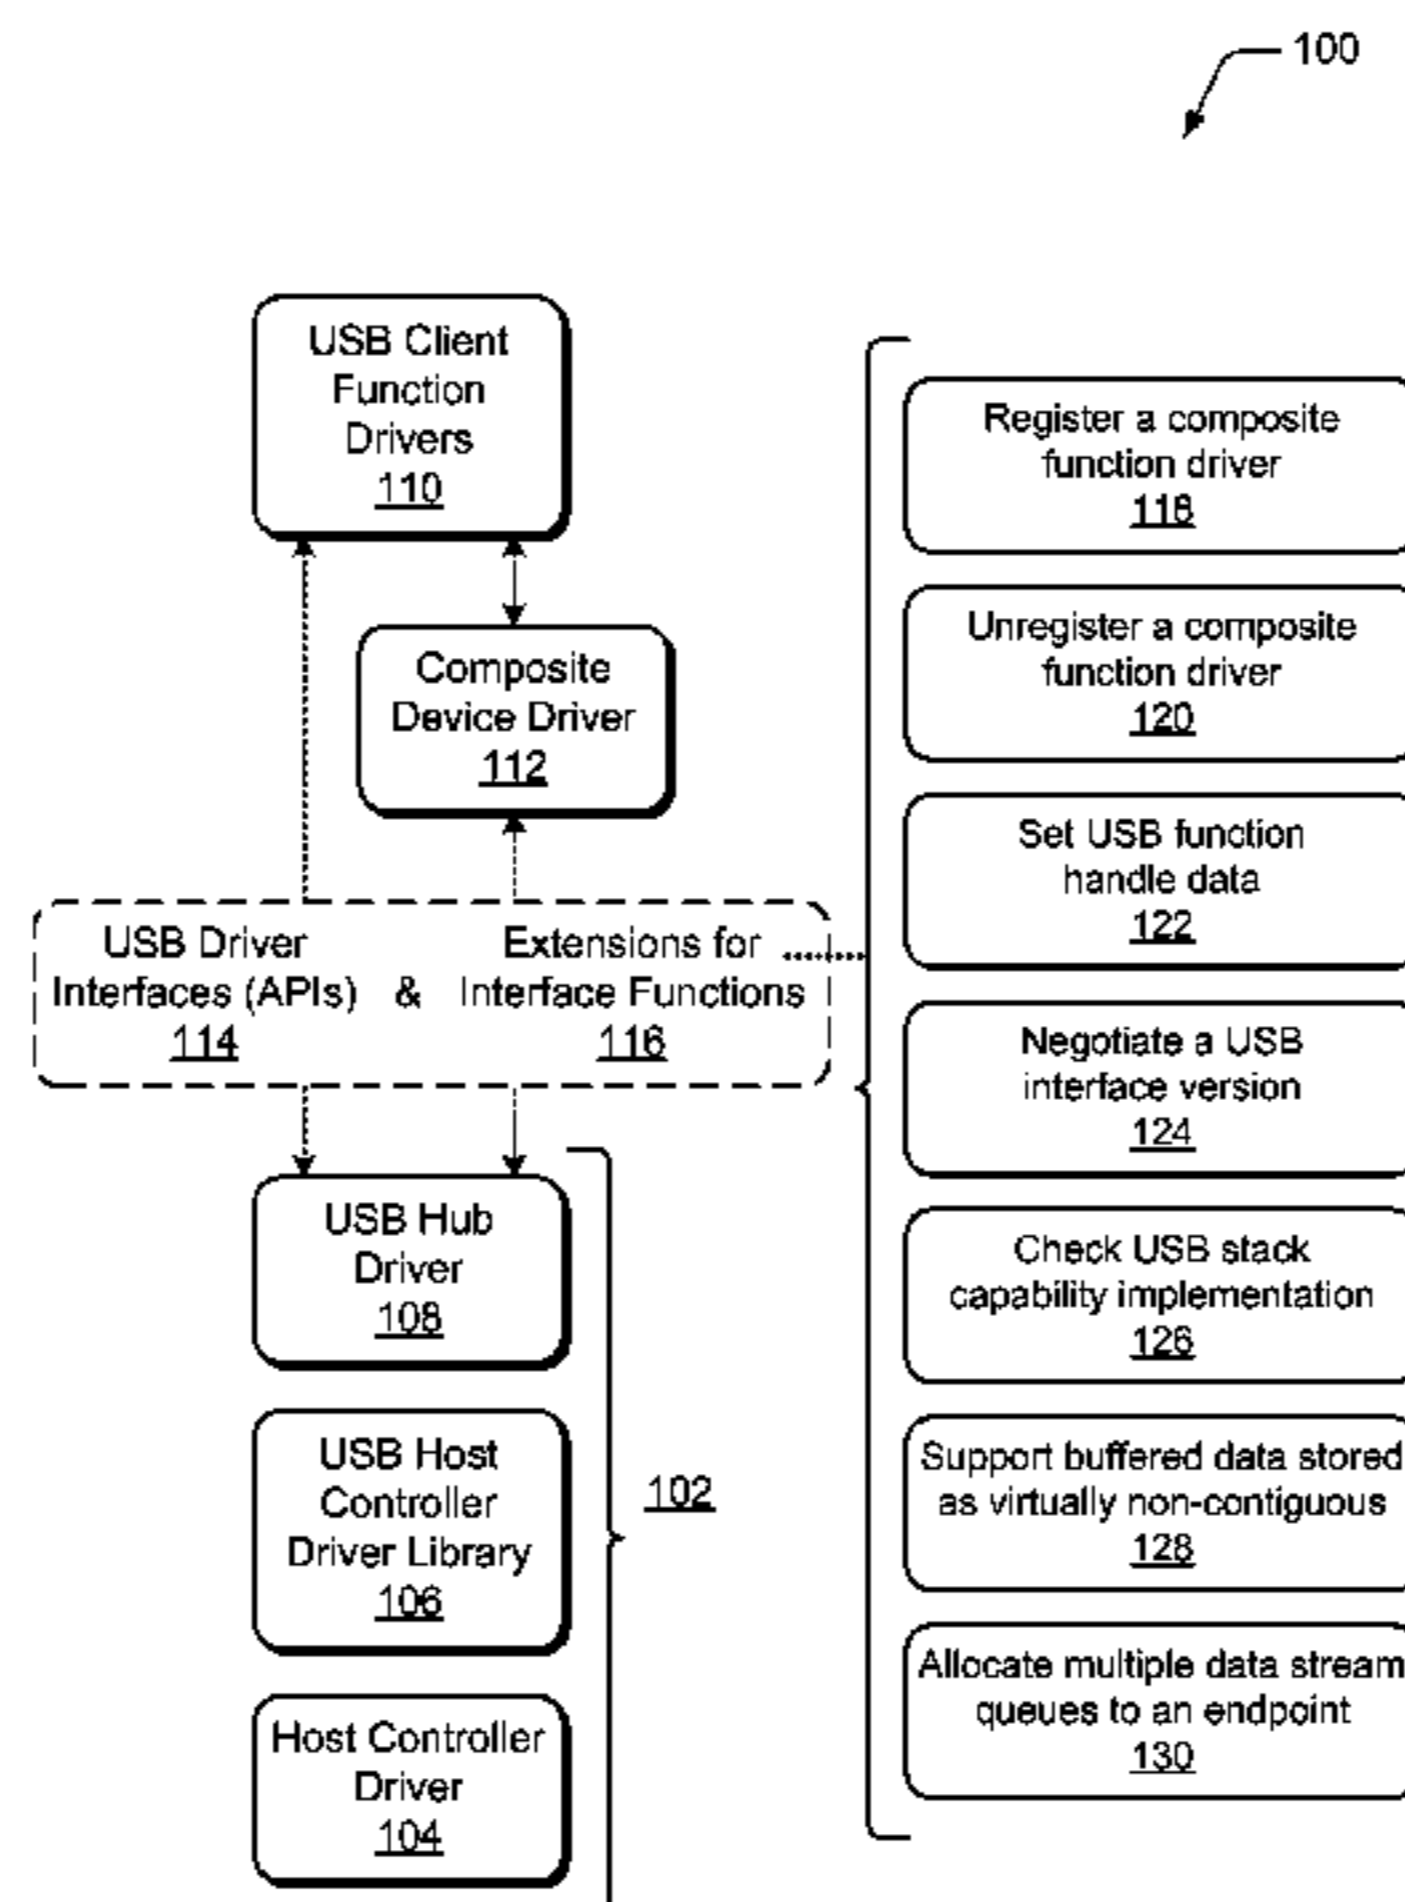 100
USB Client
Function
Drivers
110
Composite
Device Driver
112
USB Driver
Interfaces (APIs)
114
&
Extensions for
Interface Functions
116
USB Hub
Driver
108
USB Host
Controller
Driver Library
106
Host Controller
Driver
104
102
Register a composite
function driver
118
Unregister a composite
function driver
120
Set USB function
handle data
122
Negotiate a USB
interface version
124
Check USB stack
capability implementation
126
Support buffered data stored
as virtually non-contiguous
128
Allocate multiple data stream
queues to an endpoint
130